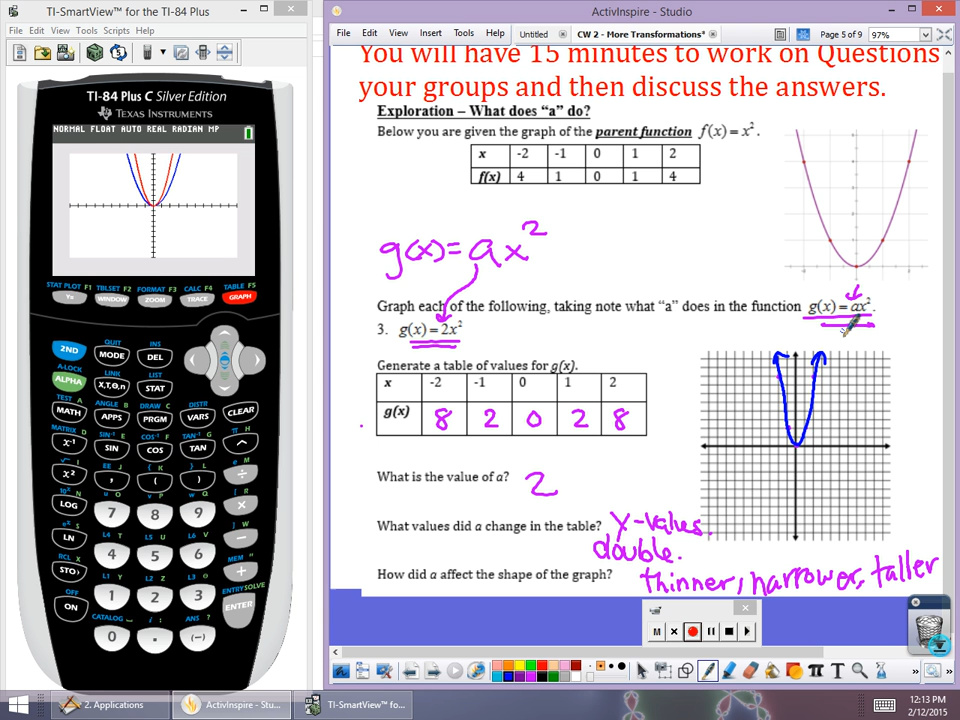 TI-SmartView™ for the TI-84 Plus
File Edit View Tools Scripts Help
TI-84 Plus C Silver Edition
TEXAS INSTRUMENTS
NORMAL FLOAT AUTO REAL RADIAN MP
STAT PLOT F1 TBLSET F2 FORMAT F3 CALC F4 TABLE F5
Y= WINDOW ZOOM TRACE GRAPH
QUIT INS
2ND MODE DEL
A-LOCK LINK LIST
ALPHA X,T,Θ,n STAT
TEST A ANGLE B DRAW C DISTR
MATH APPS PRGM VARS CLEAR
MATRIX D SIN⁻¹ E COS⁻¹ F TAN⁻¹ G π H
X⁻¹ SIN COS TAN ^
√ I EE J { K } L e M
X² , ( ) ÷
10ˣ N u O v P w Q [ R
LOG 7 8 9 ×
eˣ S L4 T L5 U L6 V ] W
LN 4 5 6 −
RCL X L1 Y L2 Z L3 θ MEM "
STO› 1 2 3 +
CATALOG i : ANS ? ENTRY SOLVE
ON 0 . (-) ENTER
ActivInspire - Studio
File Edit View Insert Tools Help
Untitled CW 2 - More Transformations* Page 5 of 9 97%
You will have 15 minutes to work on Questions
your groups and then discuss the answers.
Exploration – What does "a" do?
Below you are given the graph of the parent function f(x) = x².
x -2 -1 0 1 2
f(x) 4 1 0 1 4
g(x) = ax²
Graph each of the following, taking note what "a" does in the function g(x) = ax².
3. g(x) = 2x²
Generate a table of values for g(x).
x -2 -1 0 1 2
g(x) 8 2 0 2 8
What is the value of a? 2
What values did a change in the table? y-values
double.
How did a affect the shape of the graph? thinner, narrower, taller
2. Applications
ActivInspire - Stu...
TI-SmartView™ fo...
12:13 PM
2/12/2015